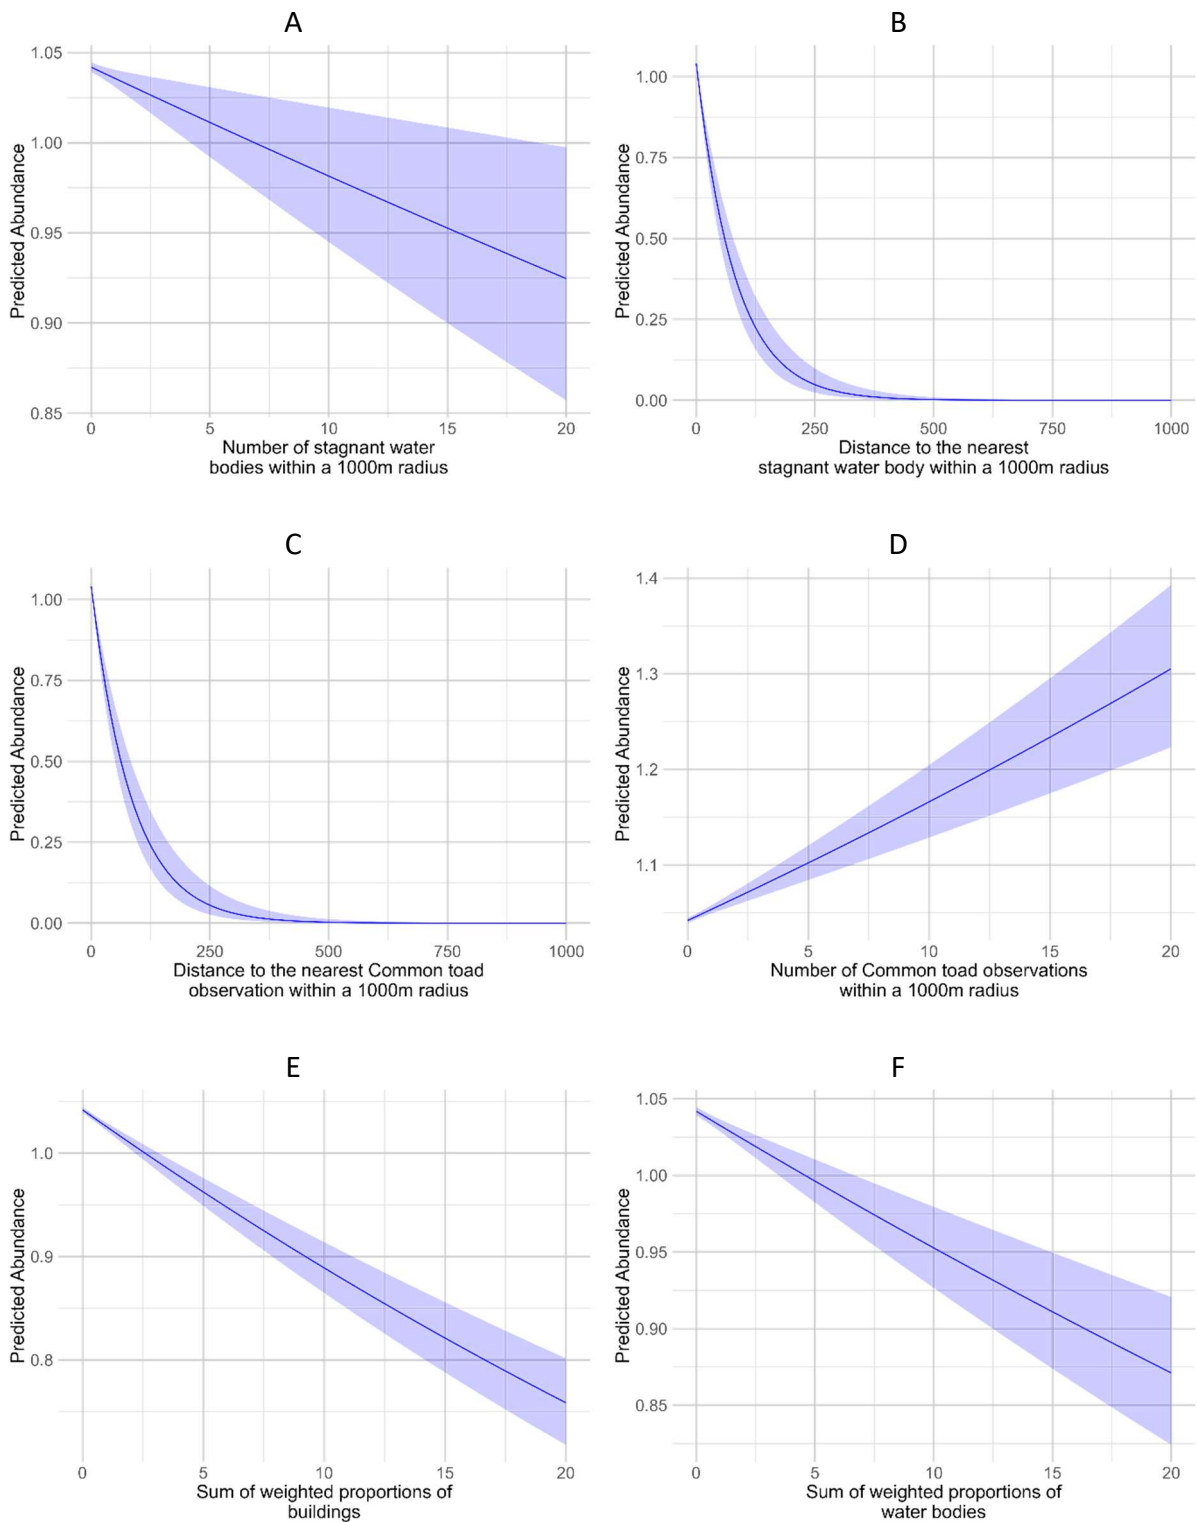 A
1.05
1.00
0.95
0.90
0.85
Predicted Abundance
0 5 10 15 20
Number of stagnant water
bodies within a 1000m radius
B
1.00
0.75
0.50
0.25
0.00
Predicted Abundance
0 250 500 750 1000
Distance to the nearest
stagnant water body within a 1000m radius
C
1.00
0.75
0.50
0.25
0.00
Predicted Abundance
0 250 500 750 1000
Distance to the nearest Common toad
observation within a 1000m radius
D
1.4
1.3
1.2
1.1
Predicted Abundance
0 5 10 15 20
Number of Common toad observations
within a 1000m radius
E
1.0
0.9
0.8
Predicted Abundance
0 5 10 15 20
Sum of weighted proportions of
buildings
F
1.05
1.00
0.95
0.90
0.85
Predicted Abundance
0 5 10 15 20
Sum of weighted proportions of
water bodies